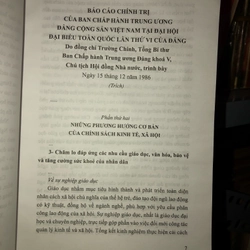 BÁO CÁO CHÍNH TRỊ
CỦA BAN CHẤP HÀNH TRUNG ƯƠNG
ĐẢNG CỘNG SẢN VIỆT NAM TẠI ĐẠI HỘI
ĐẠI BIỂU TOÀN QUỐC LẦN THỨ VI CỦA ĐẢNG
Do đồng chí Trường Chinh, Tổng Bí thư
Ban Chấp hành Trung ương Đảng khoá V,
Chủ tịch Hội đồng Nhà nước, trình bày
Ngày 15 tháng 12 năm 1986
(Trích)
Phần thứ hai
NHỮNG PHƯƠNG HƯỚNG CƠ BẢN
CỦA CHÍNH SÁCH KINH TẾ, XÃ HỘI
3- Chăm lo đáp ứng các nhu cầu giáo dục, văn hóa, bảo vệ
và tăng cường sức khoẻ của nhân dân
Về sự nghiệp giáo dục
Giáo dục nhằm mục tiêu hình thành và phát triển toàn diện
nhân cách xã hội chủ nghĩa của thế hệ trẻ, đào tạo đội ngũ lao động
có kỹ thuật, đồng bộ về ngành nghề, phù hợp với yêu cầu phân
công lao động của xã hội. Sự nghiệp giáo dục, nhất là giáo dục đại
học và chuyên nghiệp, trực tiếp góp phần vào việc đổi mới công tác
quản lý kinh tế và xã hội. Tổng kết kinh nghiệm thực hiện cải cách